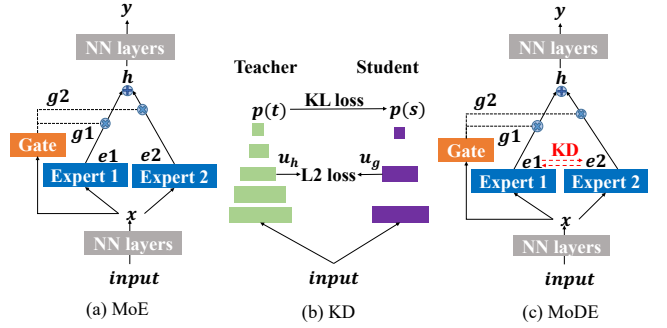 y
NN layers
h
g2
Gate
g1
e1
e2
Expert 1
Expert 2
x
NN layers
input
(a) MoE
Teacher
Student
p(t)
KL loss
p(s)
u_h
L2 loss
u_g
input
(b) KD
y
NN layers
h
g2
Gate
g1
KD
e1
e2
Expert 1
Expert 2
x
NN layers
input
(c) MoDE